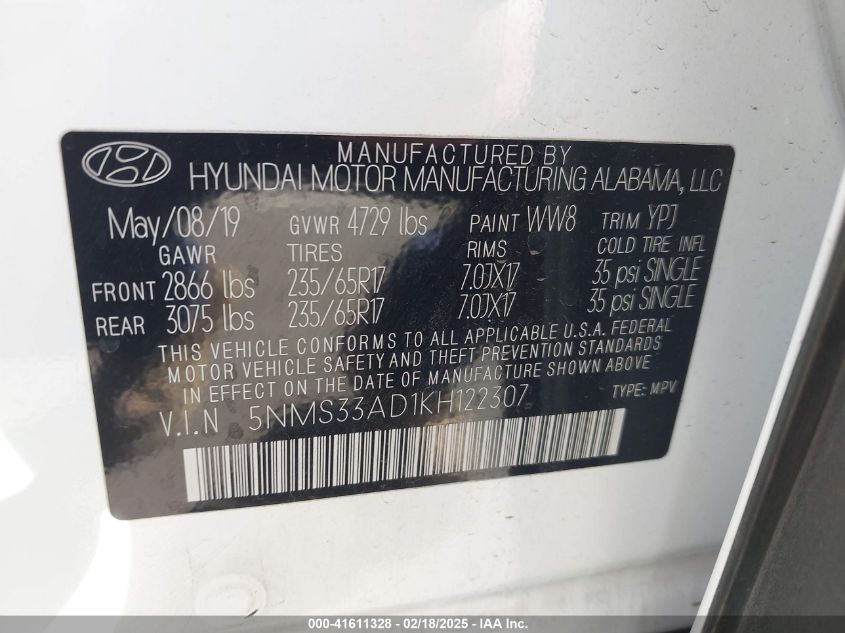 MANUFACTURED BY
HYUNDAI MOTOR MANUFACTURING ALABAMA, LLC
May/08/19 GVWR 4729 lbs PAINT WW8 TRIM YPJ
GAWR TIRES RIMS COLD TIRE INFL
FRONT 2866 lbs 235/65R17 7.0JX17 35 psi SINGLE
REAR 3075 lbs 235/65R17 7.0JX17 35 psi SINGLE
THIS VEHICLE CONFORMS TO ALL APPLICABLE U.S.A. FEDERAL
MOTOR VEHICLE SAFETY AND THEFT PREVENTION STANDARDS
IN EFFECT ON THE DATE OF MANUFACTURE SHOWN ABOVE
V.I.N 5NMS33AD1KH122307 TYPE: MPV
000-41611328 - 02/18/2025 - IAA Inc.